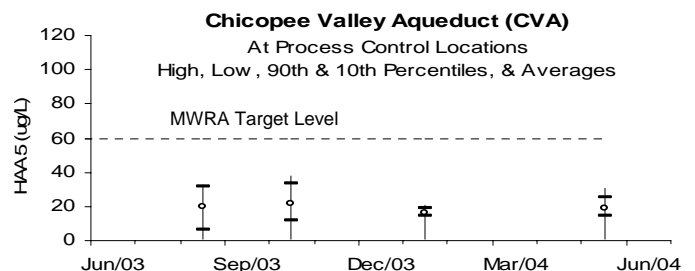 Chicopee Valley Aqueduct (CVA)
At Process Control Locations
High, Low , 90th & 10th Percentiles, & Averages
120
100
80
60
40
20
0
HAA5 (ug/L)
MWRA Target Level
Jun/03 Sep/03 Dec/03 Mar/04 Jun/04